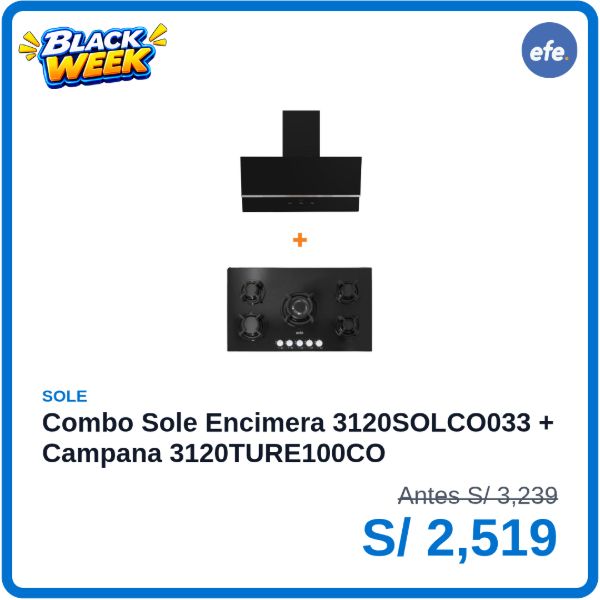 BLACK
WEEK
efe.
+
SOLE
Combo Sole Encimera 3120SOLCO033 +
Campana 3120TURE100CO
Antes S/ 3,239
S/ 2,519